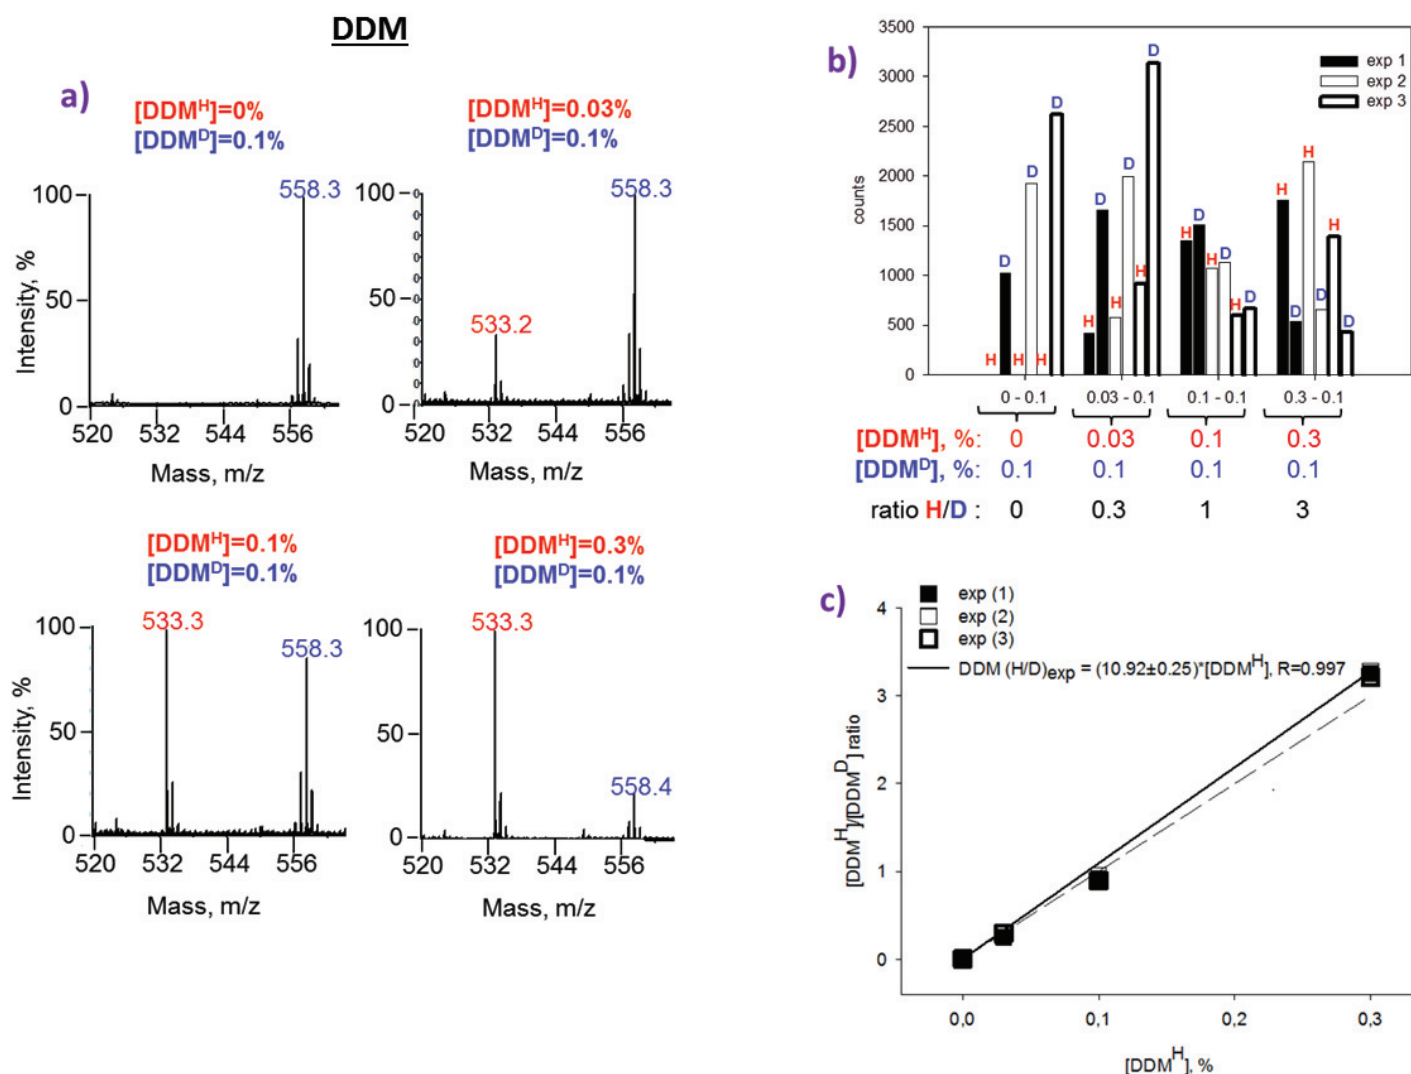 DDM
a)
[DDMᴴ]=0%
[DDMᴰ]=0.1%
558.3
100
50
0
Intensity, %
520 532 544 556
Mass, m/z
[DDMᴴ]=0.03%
[DDMᴰ]=0.1%
558.3
533.2
100
50
0
520 532 544 556
Mass, m/z
[DDMᴴ]=0.1%
[DDMᴰ]=0.1%
533.3
558.3
100
50
0
Intensity, %
520 532 544 556
Mass, m/z
[DDMᴴ]=0.3%
[DDMᴰ]=0.1%
533.3
558.4
100
50
0
520 532 544 556
Mass, m/z
b)
3500
3000
2500
2000
1500
1000
500
0
counts
exp 1
exp 2
exp 3
H D H D H D
H D H D H D
H D H D H D
H D H D H D
0 - 0.1 0.03 - 0.1 0.1 - 0.1 0.3 - 0.1
[DDMᴴ], %: 0 0.03 0.1 0.3
[DDMᴰ], %: 0.1 0.1 0.1 0.1
ratio H/D : 0 0.3 1 3
c)
exp (1)
exp (2)
exp (3)
DDM (H/D)exp = (10.92±0.25)*[DDMᴴ], R=0.997
4
3
2
1
0
[DDMᴴ]/[DDMᴰ] ratio
0,0 0,1 0,2 0,3
[DDMᴴ], %